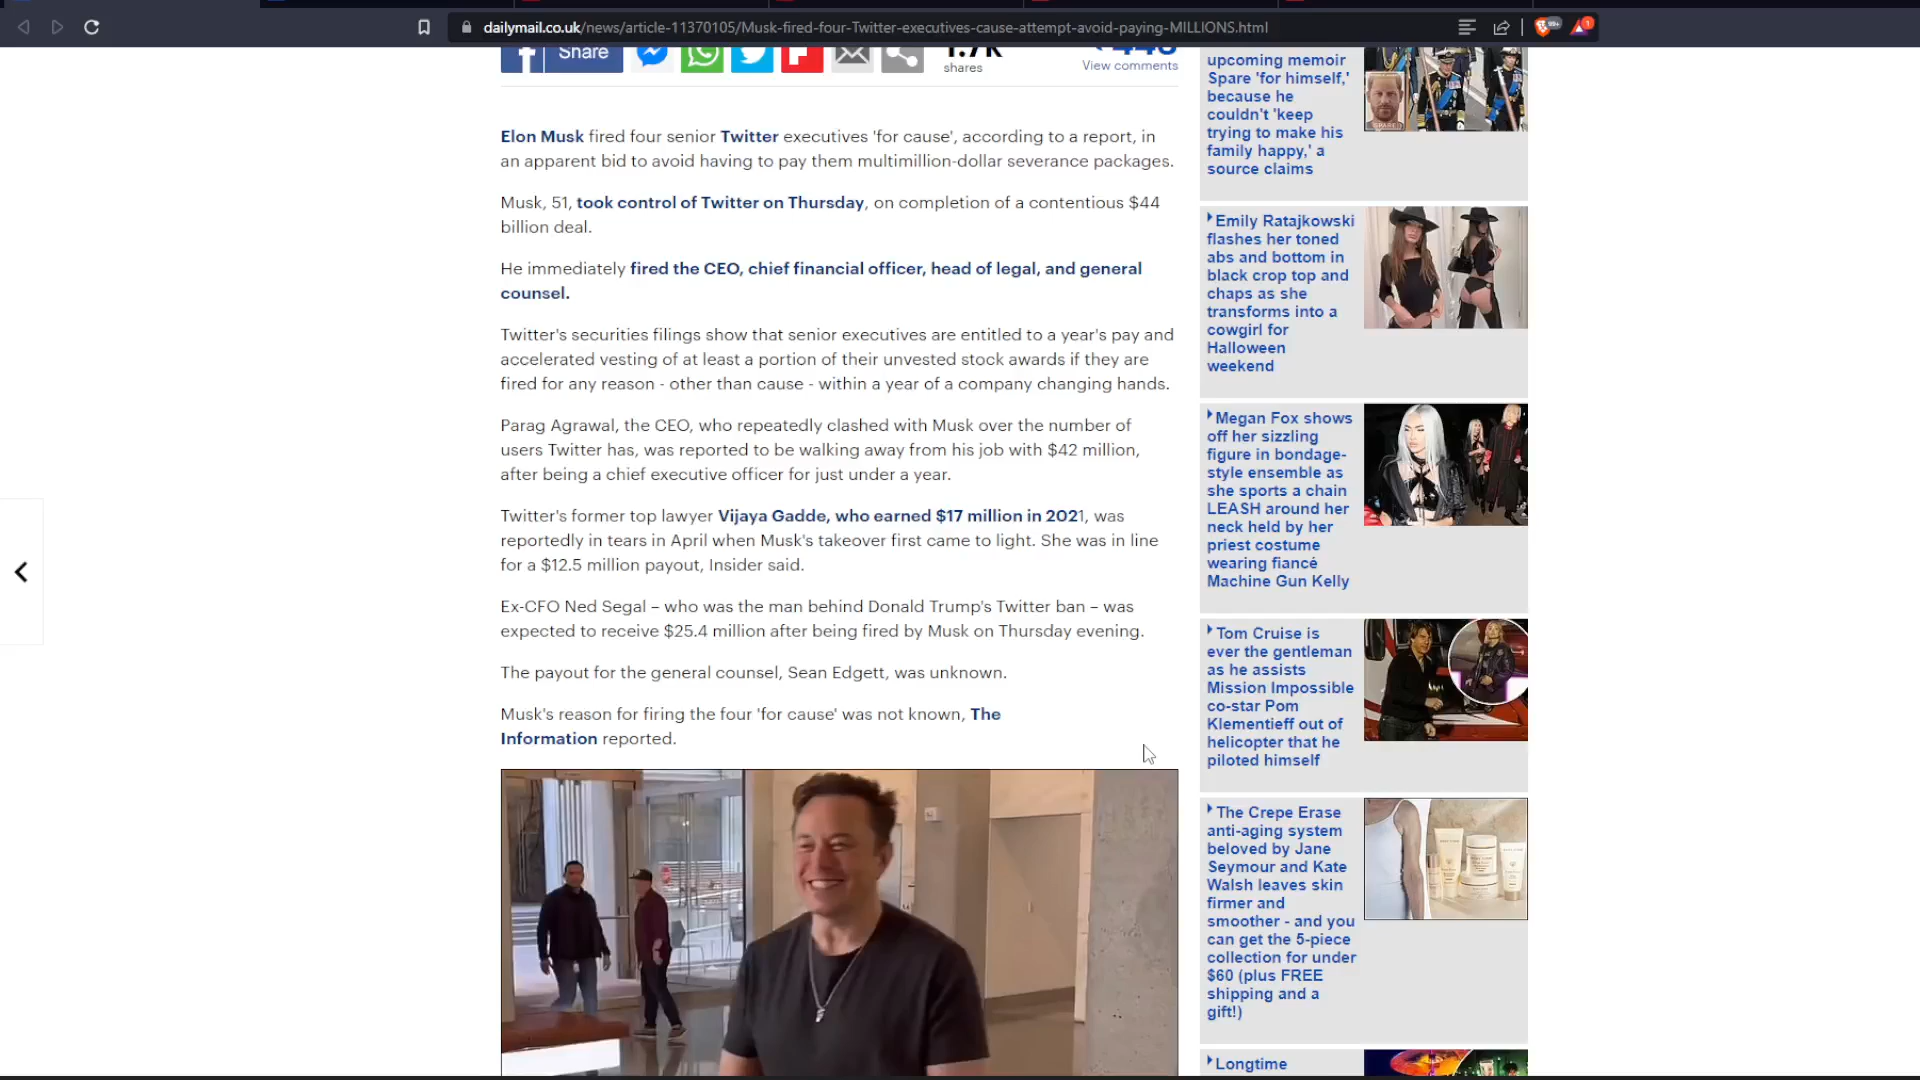 dailymail.co.uk/news/article-11370105/Musk-fired-four-Twitter-executives-cause-attempt-avoid-paying-MILLIONS.html
99+
1
Share
1.7K
shares
View comments
Elon Musk fired four senior Twitter executives 'for cause', according to a report, in
an apparent bid to avoid having to pay them multimillion-dollar severance packages.
Musk, 51, took control of Twitter on Thursday, on completion of a contentious $44
billion deal.
He immediately fired the CEO, chief financial officer, head of legal, and general
counsel.
Twitter's securities filings show that senior executives are entitled to a year's pay and
accelerated vesting of at least a portion of their unvested stock awards if they are
fired for any reason - other than cause - within a year of a company changing hands.
Parag Agrawal, the CEO, who repeatedly clashed with Musk over the number of
users Twitter has, was reported to be walking away from his job with $42 million,
after being a chief executive officer for just under a year.
Twitter's former top lawyer Vijaya Gadde, who earned $17 million in 2021, was
reportedly in tears in April when Musk's takeover first came to light. She was in line
for a $12.5 million payout, Insider said.
Ex-CFO Ned Segal – who was the man behind Donald Trump's Twitter ban – was
expected to receive $25.4 million after being fired by Musk on Thursday evening.
The payout for the general counsel, Sean Edgett, was unknown.
Musk's reason for firing the four 'for cause' was not known, The
Information reported.
upcoming memoir
Spare 'for himself,'
because he
couldn't 'keep
trying to make his
family happy,' a
source claims
Emily Ratajkowski
flashes her toned
abs and bottom in
black crop top and
chaps as she
transforms into a
cowgirl for
Halloween
weekend
Megan Fox shows
off her sizzling
figure in bondage-
style ensemble as
she sports a chain
LEASH around her
neck held by her
priest costume
wearing fiancé
Machine Gun Kelly
Tom Cruise is
ever the gentleman
as he assists
Mission Impossible
co-star Pom
Klementieff out of
helicopter that he
piloted himself
The Crepe Erase
anti-aging system
beloved by Jane
Seymour and Kate
Walsh leaves skin
firmer and
smoother - and you
can get the 5-piece
collection for under
$60 (plus FREE
shipping and a
gift!)
Longtime